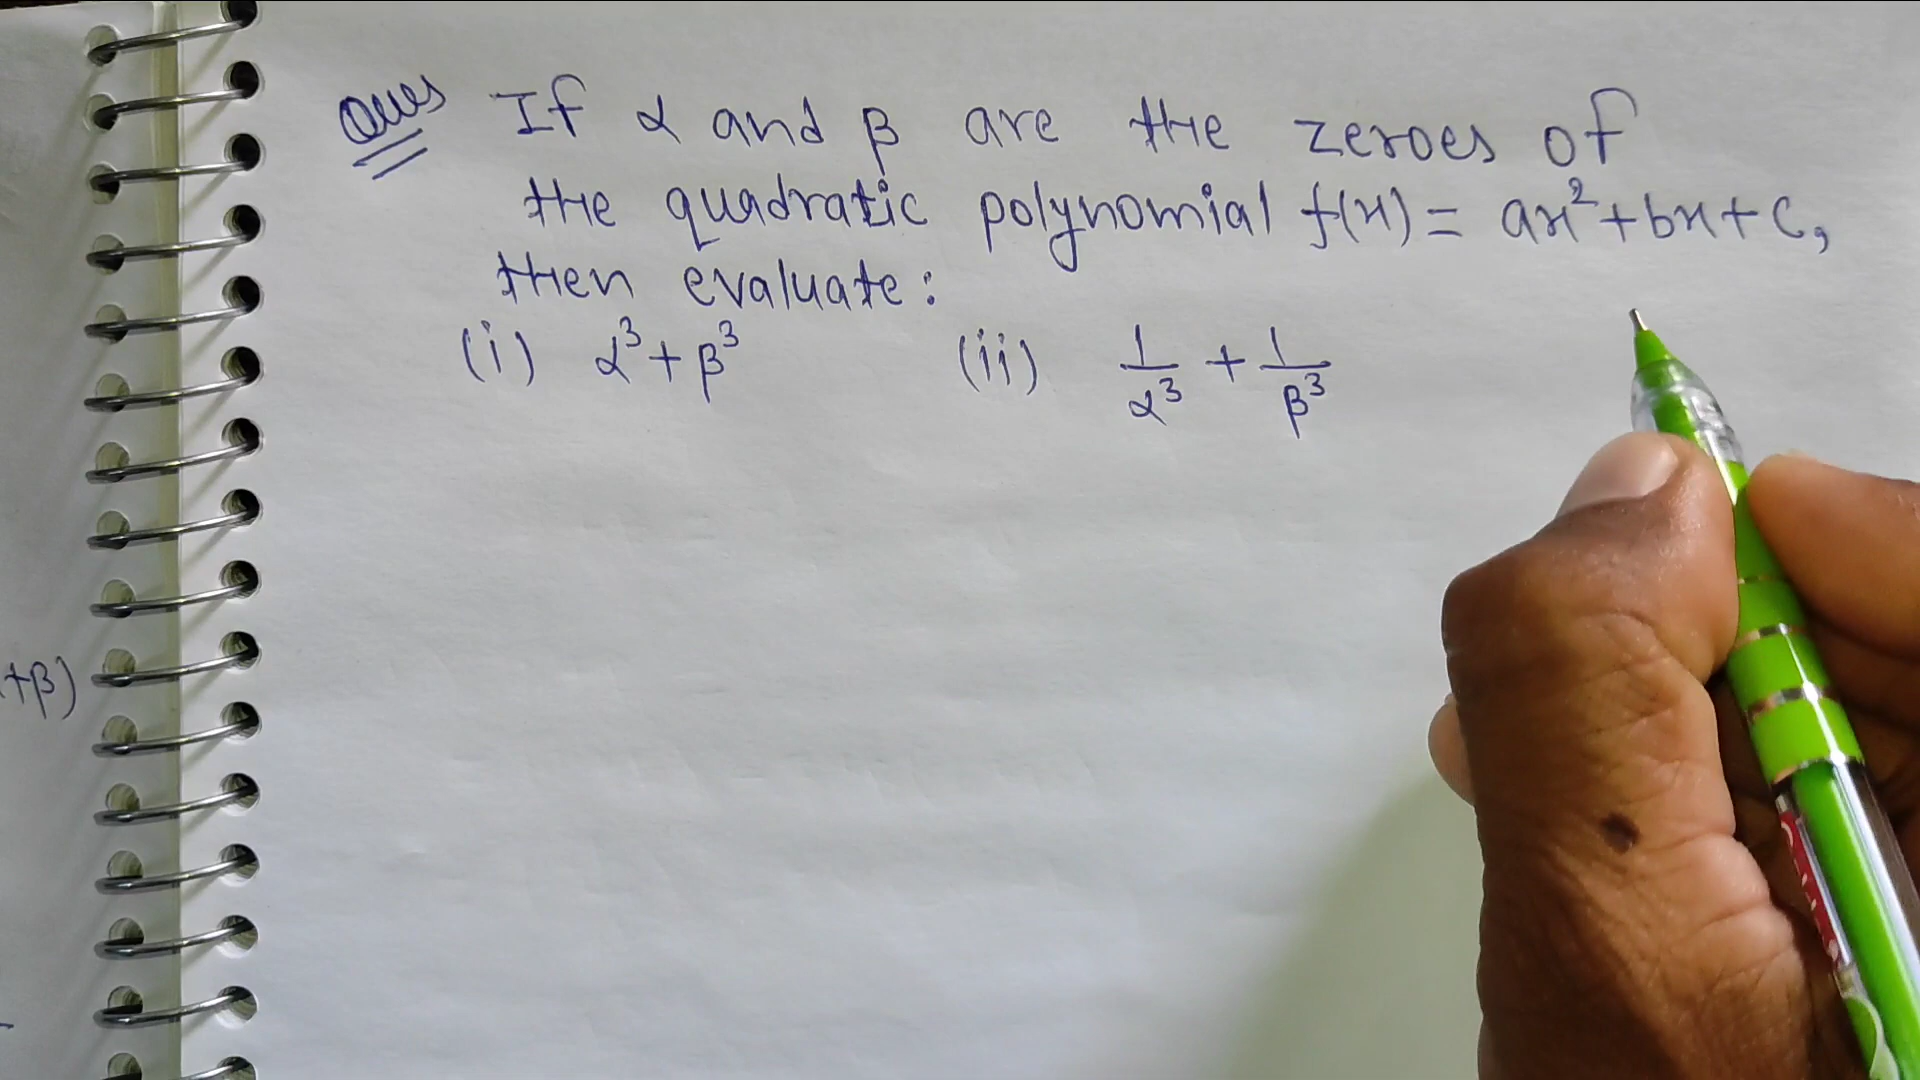 Ques If α and β are the zeroes of
the quadratic polynomial f(x) = ax² + bx + c,
then evaluate:
(i) α³ + β³ (ii) 1/α³ + 1/β³
+β)